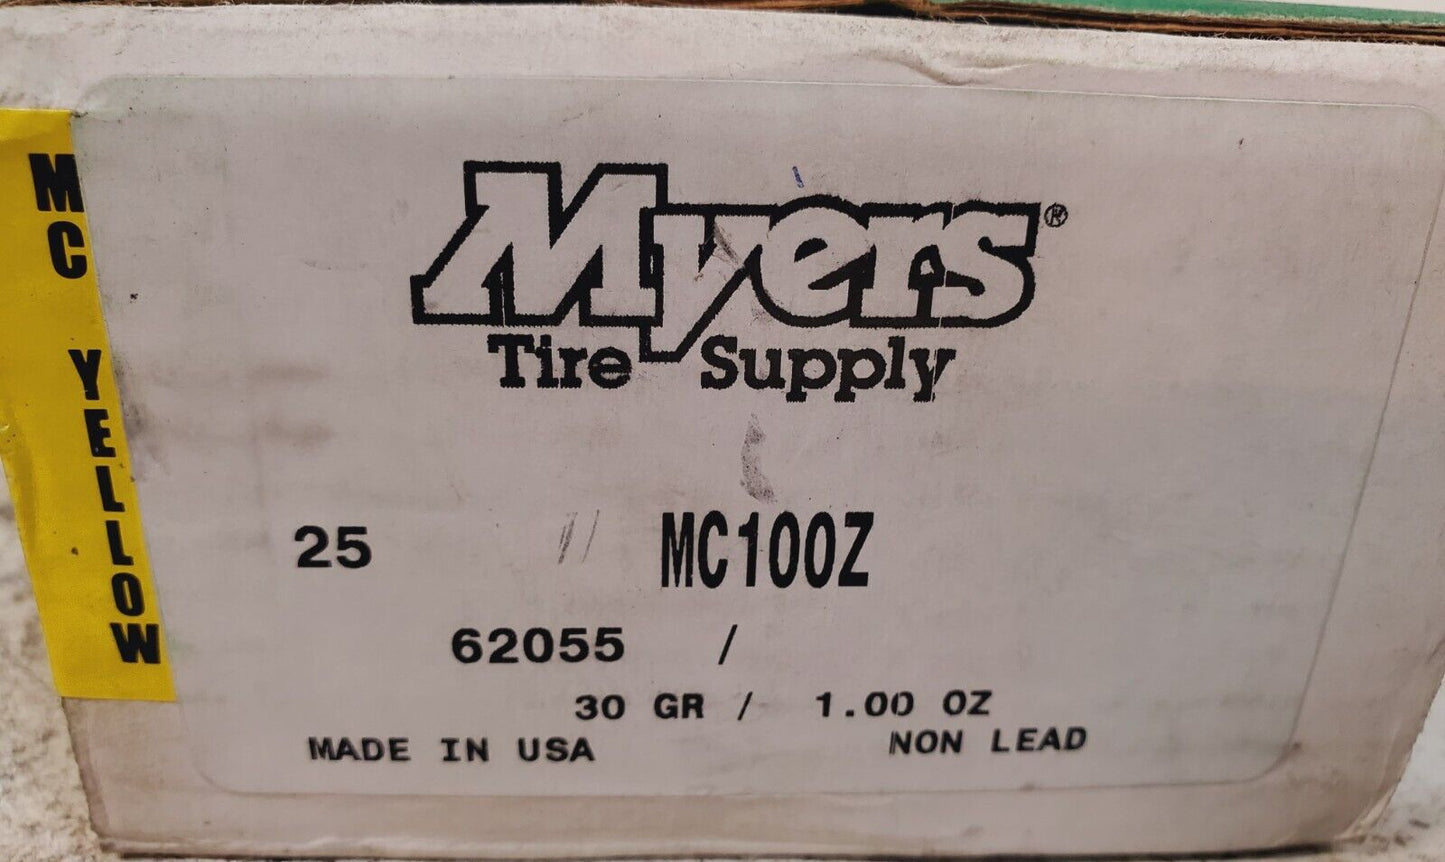 MC YELLOW
Myers®
Tire Supply
25 MC100Z
62055 /
30 GR / 1.00 OZ
MADE IN USA NON LEAD